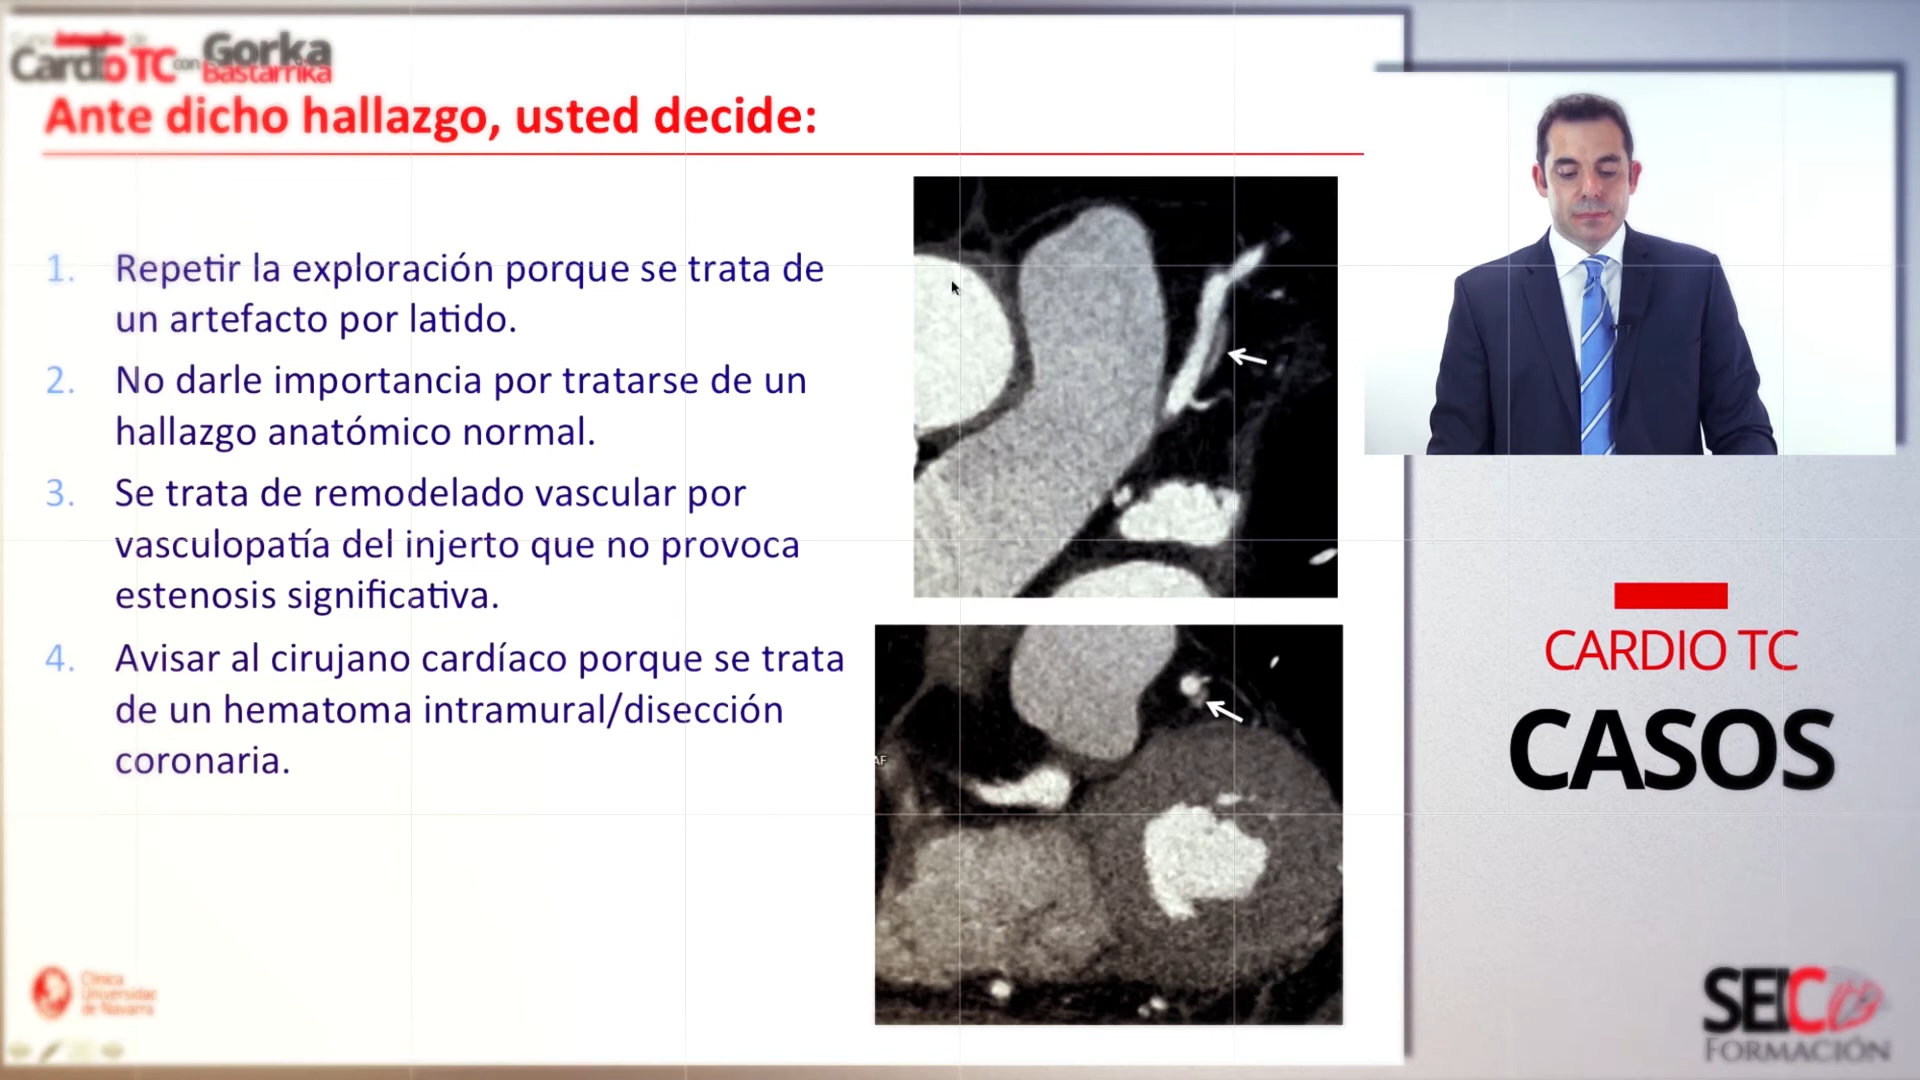 Cardio TC con Gorka
Bastarrika
Ante dicho hallazgo, usted decide:
1. Repetir la exploración porque se trata de
un artefacto por latido.
2. No darle importancia por tratarse de un
hallazgo anatómico normal.
3. Se trata de remodelado vascular por
vasculopatía del injerto que no provoca
estenosis significativa.
4. Avisar al cirujano cardíaco porque se trata
de un hematoma intramural/disección
coronaria.
AF
CARDIO TC
CASOS
Clínica
Universidad
de Navarra
SEIC
FORMACIÓN